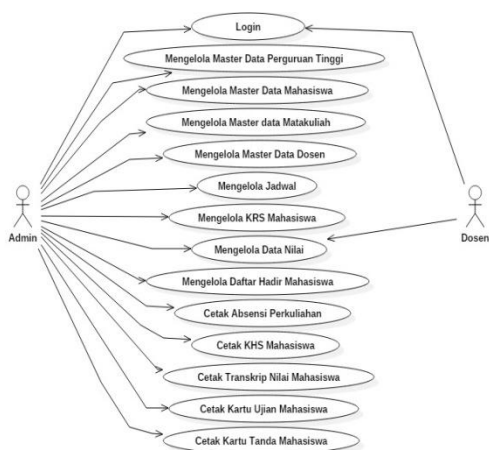 Login
Mengelola Master Data Perguruan Tinggi
Mengelola Master Data Mahasiswa
Mengelola Master data Matakuliah
Mengelola Master Data Dosen
Mengelola Jadwal
Mengelola KRS Mahasiswa
Admin
Dosen
Mengelola Data Nilai
Mengelola Daftar Hadir Mahasiswa
Cetak Absensi Perkuliahan
Cetak KHS Mahasiswa
Cetak Transkrip Nilai Mahasiswa
Cetak Kartu Ujian Mahasiswa
Cetak Kartu Tanda Mahasiswa